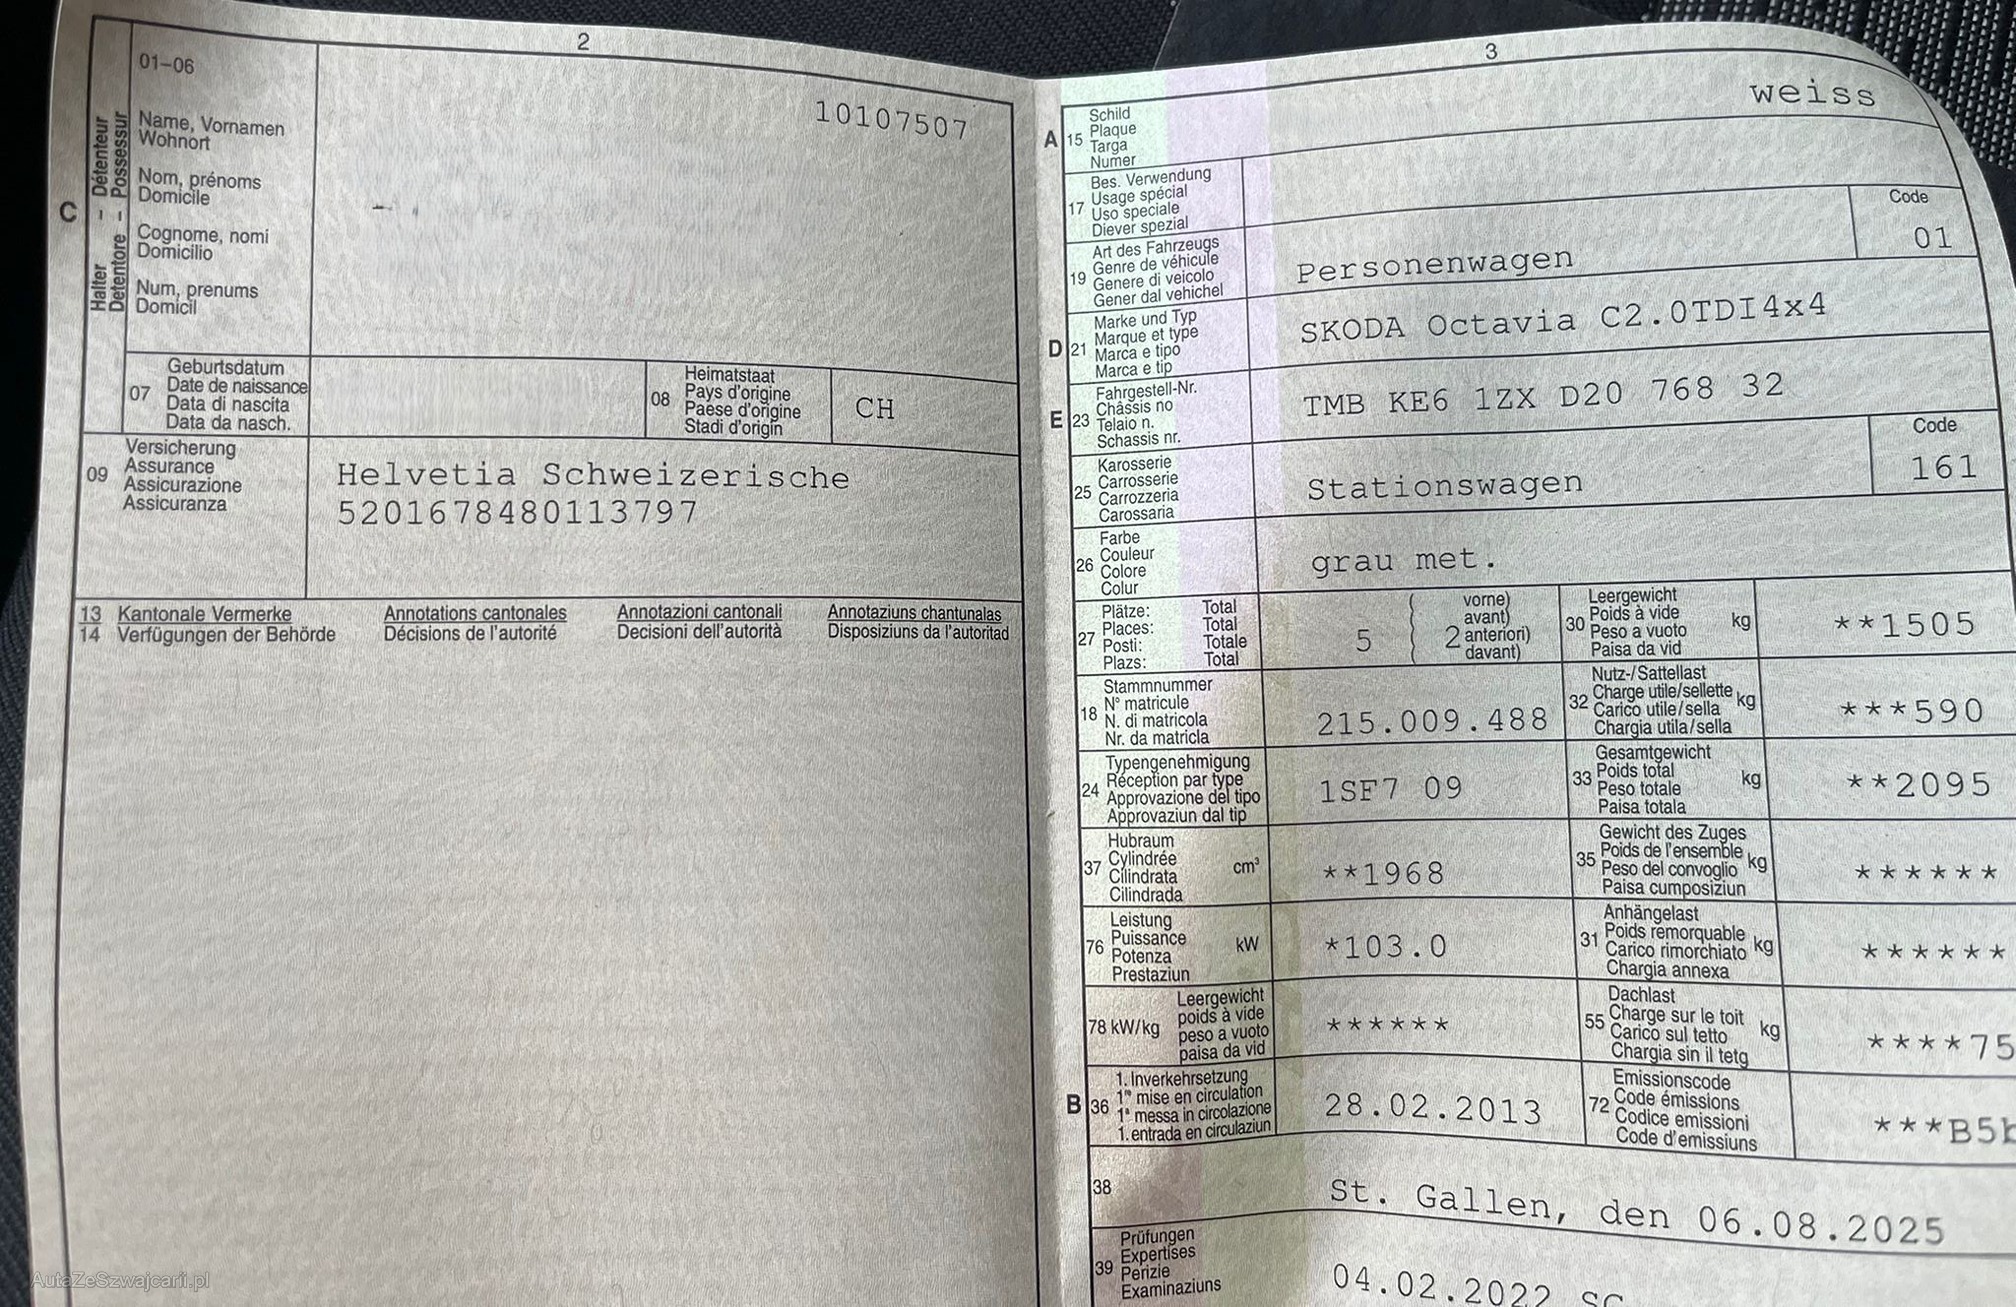 2
01-06
10107507
Halter - Détenteur
Detentore - Possessur
C
Name, Vornamen
Wohnort
Nom, prénoms
Domicile
Cognome, nomi
Domicilio
Num, prenums
Domicil
07
Geburtsdatum
Date de naissance
Data di nascita
Data da nasch.
08
Heimatstaat
Pays d'origine
Paese d'origine
Stadi d'origin
CH
09
Versicherung
Assurance
Assicurazione
Assicuranza
Helvetia Schweizerische
5201678480113797
13 Kantonale Vermerke Annotations cantonales Annotazioni cantonali Annotaziuns chantunalas
14 Verfügungen der Behörde Décisions de l'autorité Decisioni dell'autorità Disposiziuns da l'autoritad
AutaZeSzwajcarii.pl
3
weiss
A 15
Schild
Plaque
Targa
Numer
17
Bes. Verwendung
Usage spécial
Uso speciale
Diever spezial
19
Art des Fahrzeugs
Genre de véhicule
Genere di veicolo
Gener dal vehichel
Personenwagen
Code
01
D 21
Marke und Typ
Marque et type
Marca e tipo
Marca e tip
SKODA Octavia C2.0TDI4x4
E 23
Fahrgestell-Nr.
Châssis no
Telaio n.
Schassis nr.
TMB KE6 1ZX D20 768 32
25
Karosserie
Carrosserie
Carrozzeria
Carossaria
Stationswagen
Code
161
26
Farbe
Couleur
Colore
Colur
grau met.
27
Plätze: Total
Places: Total
Posti: Totale
Plazs: Total
5
2
vorne)
avant)
anteriori)
davant)
30
Leergewicht
Poids à vide
Peso a vuoto
Paisa da vid
kg
**1505
18
Stammnummer
N° matricule
N. di matricola
Nr. da matricla
215.009.488
32
Nutz-/Sattellast
Charge utile/sellette
Carico utile/sella
Chargia utila/sella
kg
***590
24
Typengenehmigung
Réception par type
Approvazione del tipo
Approvaziun dal tip
1SF7 09
33
Gesamtgewicht
Poids total
Peso totale
Paisa totala
kg
**2095
37
Hubraum
Cylindrée
Cilindrata
Cilindrada
cm³
**1968
35
Gewicht des Zuges
Poids de l'ensemble
Peso del convoglio
Paisa cumposiziun
kg
******
76
Leistung
Puissance
Potenza
Prestaziun
kW
*103.0
31
Anhängelast
Poids remorquable
Carico rimorchiato
Chargia annexa
kg
******
78 kW/kg
Leergewicht
poids à vide
peso a vuoto
paisa da vid
******
55
Dachlast
Charge sur le toit
Carico sul tetto
Chargia sin il tetg
kg
****75
B 36
1. Inverkehrsetzung
1re mise en circulation
1a messa in circolazione
1. entrada en circulaziun
28.02.2013
72
Emissionscode
Code émissions
Codice emissioni
Code d'emissiuns
***B5b
38
St. Gallen, den 06.08.2025
39
Prüfungen
Expertises
Perizie
Examinaziuns
04.02.2022 SG